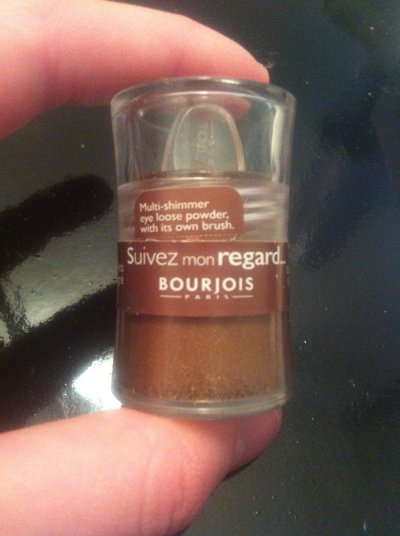 Multi-shimmer
eye loose powder,
with its own brush.
Suivez mon regard...
BOURJOIS
PARIS